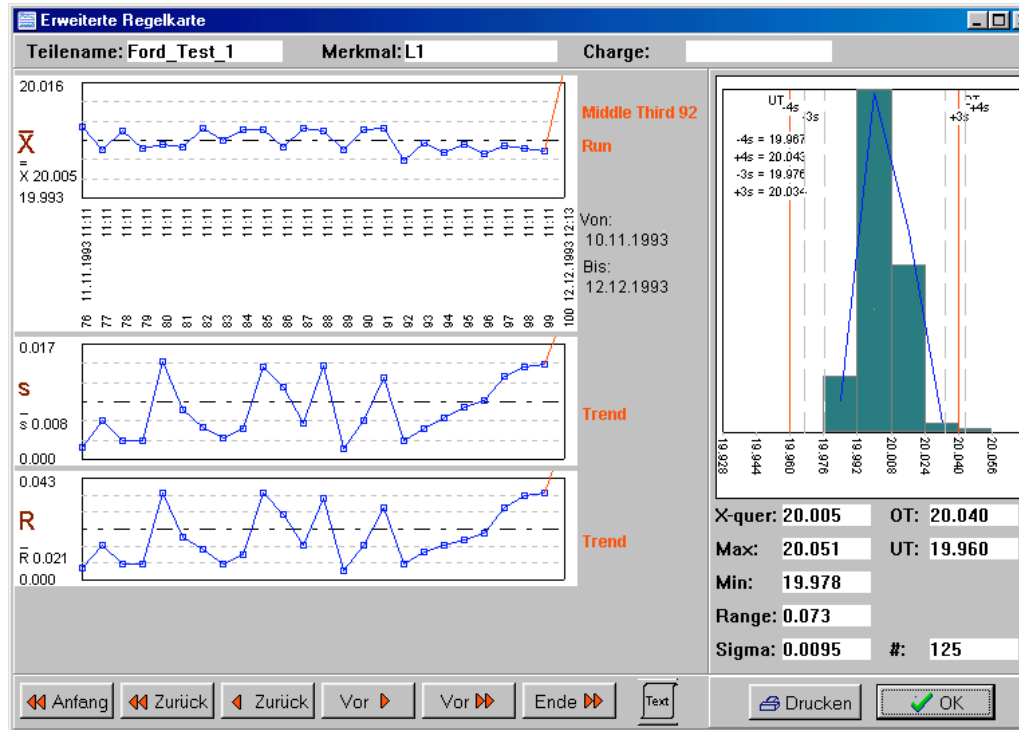 Erweiterte Regelkarte
Teilename: Ford_Test_1 Merkmal: L1 Charge:
20.016
X
X 20.005
19.993
Middle Third 92
Run
11.11.1993 11:11 11:11 11:11 11:11 11:11 11:11 11:11 11:11 11:11 11:11 11:11 11:11 11:11 11:11 11:11 11:11 11:11 11:11 11:11 11:11 11:11 11:11 11:11 11:11 12.12.1993 12:13
76 77 78 79 80 81 82 83 84 85 86 87 88 89 90 91 92 93 94 95 96 97 98 99 100
Von:
10.11.1993
Bis:
12.12.1993
0.017
s
s 0.008
0.000
Trend
0.043
R
R 0.021
0.000
Trend
UT -4s -3s +3s OT +4s
-4s = 19.967
+4s = 20.043
-3s = 19.976
+3s = 20.034
19.928 19.944 19.960 19.976 19.992 20.008 20.024 20.040 20.056
X-quer: 20.005 OT: 20.040
Max: 20.051 UT: 19.960
Min: 19.978
Range: 0.073
Sigma: 0.0095 #: 125
Anfang Zurück Zurück Vor Vor Ende Text Drucken OK